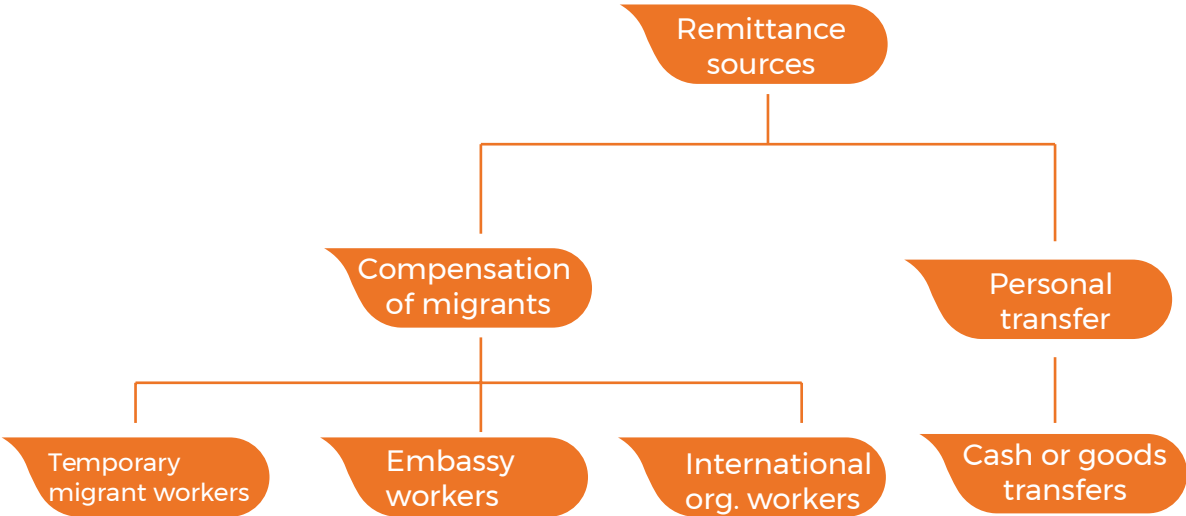 Remittance
sources
Compensation
of migrants
Personal
transfer
Temporary
migrant workers
Embassy
workers
International
org. workers
Cash or goods
transfers